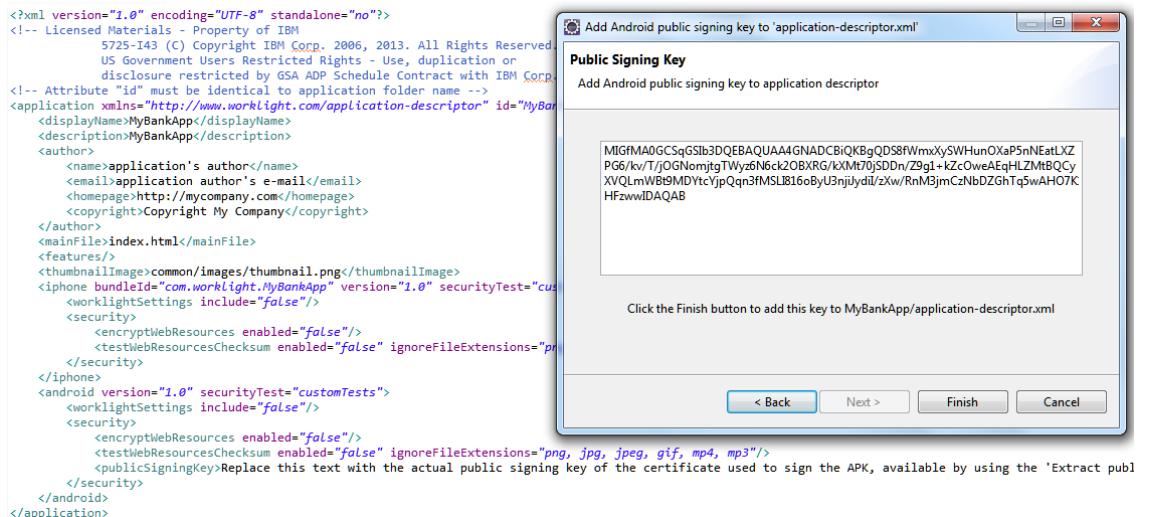 <?xml version="1.0" encoding="UTF-8" standalone="no"?>
<!-- Licensed Materials - Property of IBM
5725-I43 (C) Copyright IBM Corp. 2006, 2013. All Rights Reserved.
US Government Users Restricted Rights - Use, duplication or
disclosure restricted by GSA ADP Schedule Contract with IBM Corp.
<!-- Attribute "id" must be identical to application folder name -->
<application xmlns="http://www.worklight.com/application-descriptor" id="MyBan
<displayName>MyBankApp</displayName>
<description>MyBankApp</description>
<author>
<name>application's author</name>
<email>application author's e-mail</email>
<homepage>http://mycompany.com</homepage>
<copyright>Copyright My Company</copyright>
</author>
<mainFile>index.html</mainFile>
<features/>
<thumbnailImage>common/images/thumbnail.png</thumbnailImage>
<iphone bundleId="com.worklight.MyBankApp" version="1.0" securityTest="cus
<worklightSettings include="false"/>
<security>
<encryptWebResources enabled="false"/>
<testWebResourcesChecksum enabled="false" ignoreFileExtensions="pn
</security>
</iphone>
<android version="1.0" securityTest="customTests">
<worklightSettings include="false"/>
<security>
<encryptWebResources enabled="false"/>
<testWebResourcesChecksum enabled="false" ignoreFileExtensions="png, jpg, jpeg, gif, mp4, mp3"/>
<publicSigningKey>Replace this text with the actual public signing key of the certificate used to sign the APK, available by using the 'Extract publ
</security>
</android>
</application>
Add Android public signing key to 'application-descriptor.xml'
Public Signing Key
Add Android public signing key to application descriptor
MIGfMA0GCSqGSIb3DQEBAQUAA4GNADCBiQKBgQDS8fWmxXySWHunOXaP5nNEatLXZ
PG6/kv/T/jOGNomjtgTWyz6N6ck2OBXRG/kXMt70jSDDn/Z9g1+kZcOweAEqHLZMtBQCy
XVQLmWBt9MDYtcYjpQqn3fMSLI816oByU3njiJydiI/zXw/RnM3jmCzNbDZGhTq5wAHO7K
HFzwwIDAQAB
Click the Finish button to add this key to MyBankApp/application-descriptor.xml
< Back
Next >
Finish
Cancel